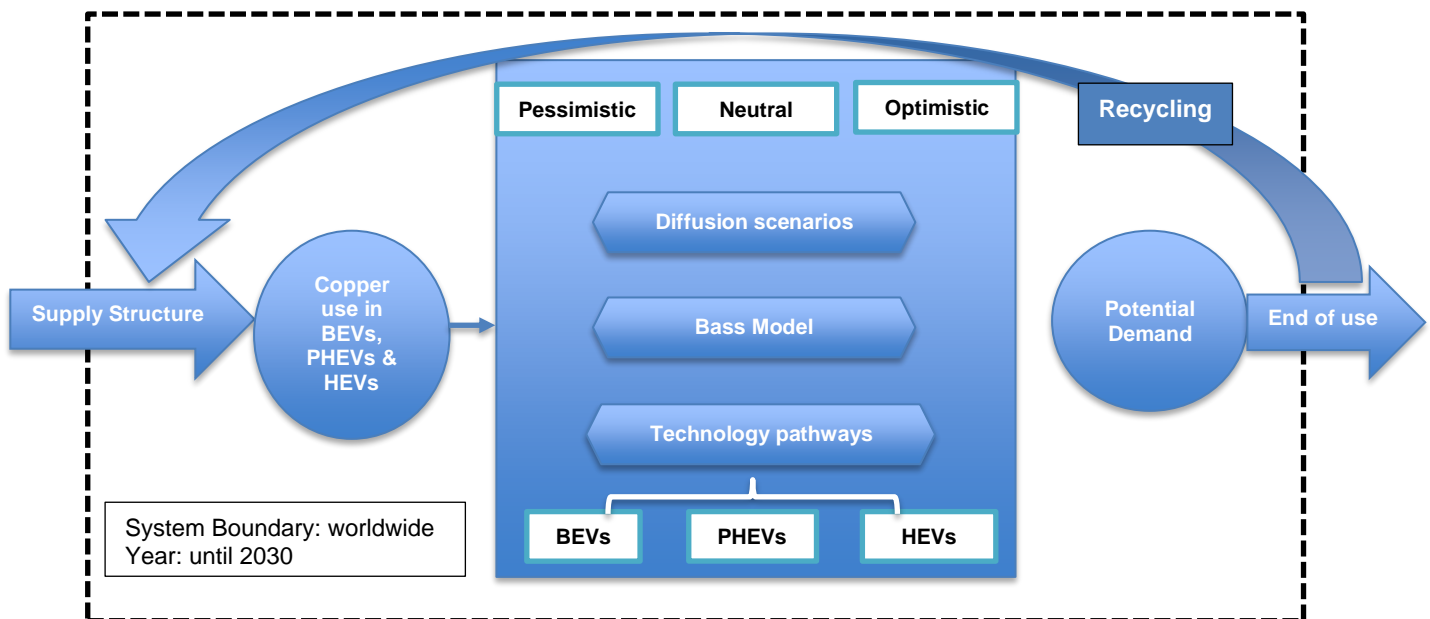 Pessimistic
Neutral
Optimistic
Recycling
Diffusion scenarios
Supply Structure
Copper
use in
BEVs,
PHEVs &
HEVs
Bass Model
Potential
Demand
End of use
Technology pathways
System Boundary: worldwide
Year: until 2030
BEVs
PHEVs
HEVs